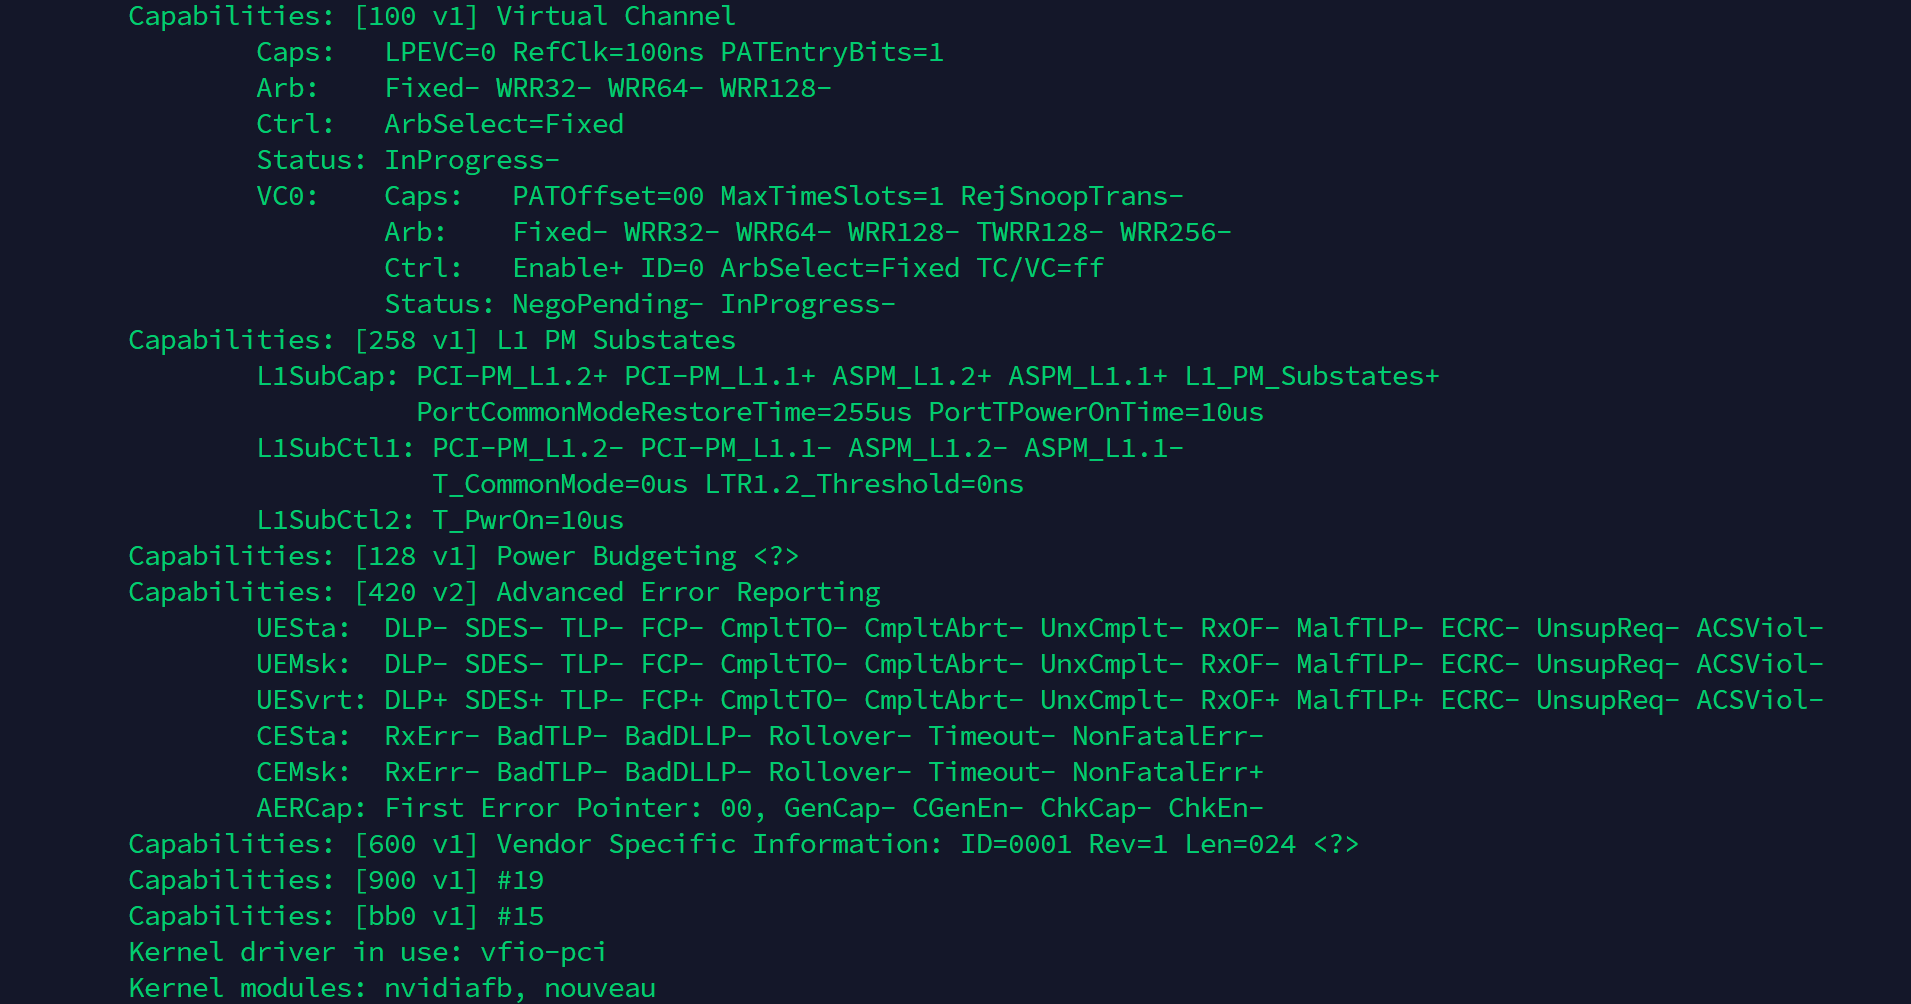 Capabilities: [100 v1] Virtual Channel
Caps: LPEVC=0 RefClk=100ns PATEntryBits=1
Arb: Fixed- WRR32- WRR64- WRR128-
Ctrl: ArbSelect=Fixed
Status: InProgress-
VC0: Caps: PATOffset=00 MaxTimeSlots=1 RejSnoopTrans-
Arb: Fixed- WRR32- WRR64- WRR128- TWRR128- WRR256-
Ctrl: Enable+ ID=0 ArbSelect=Fixed TC/VC=ff
Status: NegoPending- InProgress-
Capabilities: [258 v1] L1 PM Substates
L1SubCap: PCI-PM_L1.2+ PCI-PM_L1.1+ ASPM_L1.2+ ASPM_L1.1+ L1_PM_Substates+
PortCommonModeRestoreTime=255us PortTPowerOnTime=10us
L1SubCtl1: PCI-PM_L1.2- PCI-PM_L1.1- ASPM_L1.2- ASPM_L1.1-
T_CommonMode=0us LTR1.2_Threshold=0ns
L1SubCtl2: T_PwrOn=10us
Capabilities: [128 v1] Power Budgeting <?>
Capabilities: [420 v2] Advanced Error Reporting
UESta: DLP- SDES- TLP- FCP- CmpltTO- CmpltAbrt- UnxCmplt- RxOF- MalfTLP- ECRC- UnsupReq- ACSViol-
UEMsk: DLP- SDES- TLP- FCP- CmpltTO- CmpltAbrt- UnxCmplt- RxOF- MalfTLP- ECRC- UnsupReq- ACSViol-
UESvrt: DLP+ SDES+ TLP- FCP+ CmpltTO- CmpltAbrt- UnxCmplt- RxOF+ MalfTLP+ ECRC- UnsupReq- ACSViol-
CESta: RxErr- BadTLP- BadDLLP- Rollover- Timeout- NonFatalErr-
CEMsk: RxErr- BadTLP- BadDLLP- Rollover- Timeout- NonFatalErr+
AERCap: First Error Pointer: 00, GenCap- CGenEn- ChkCap- ChkEn-
Capabilities: [600 v1] Vendor Specific Information: ID=0001 Rev=1 Len=024 <?>
Capabilities: [900 v1] #19
Capabilities: [bb0 v1] #15
Kernel driver in use: vfio-pci
Kernel modules: nvidiafb, nouveau